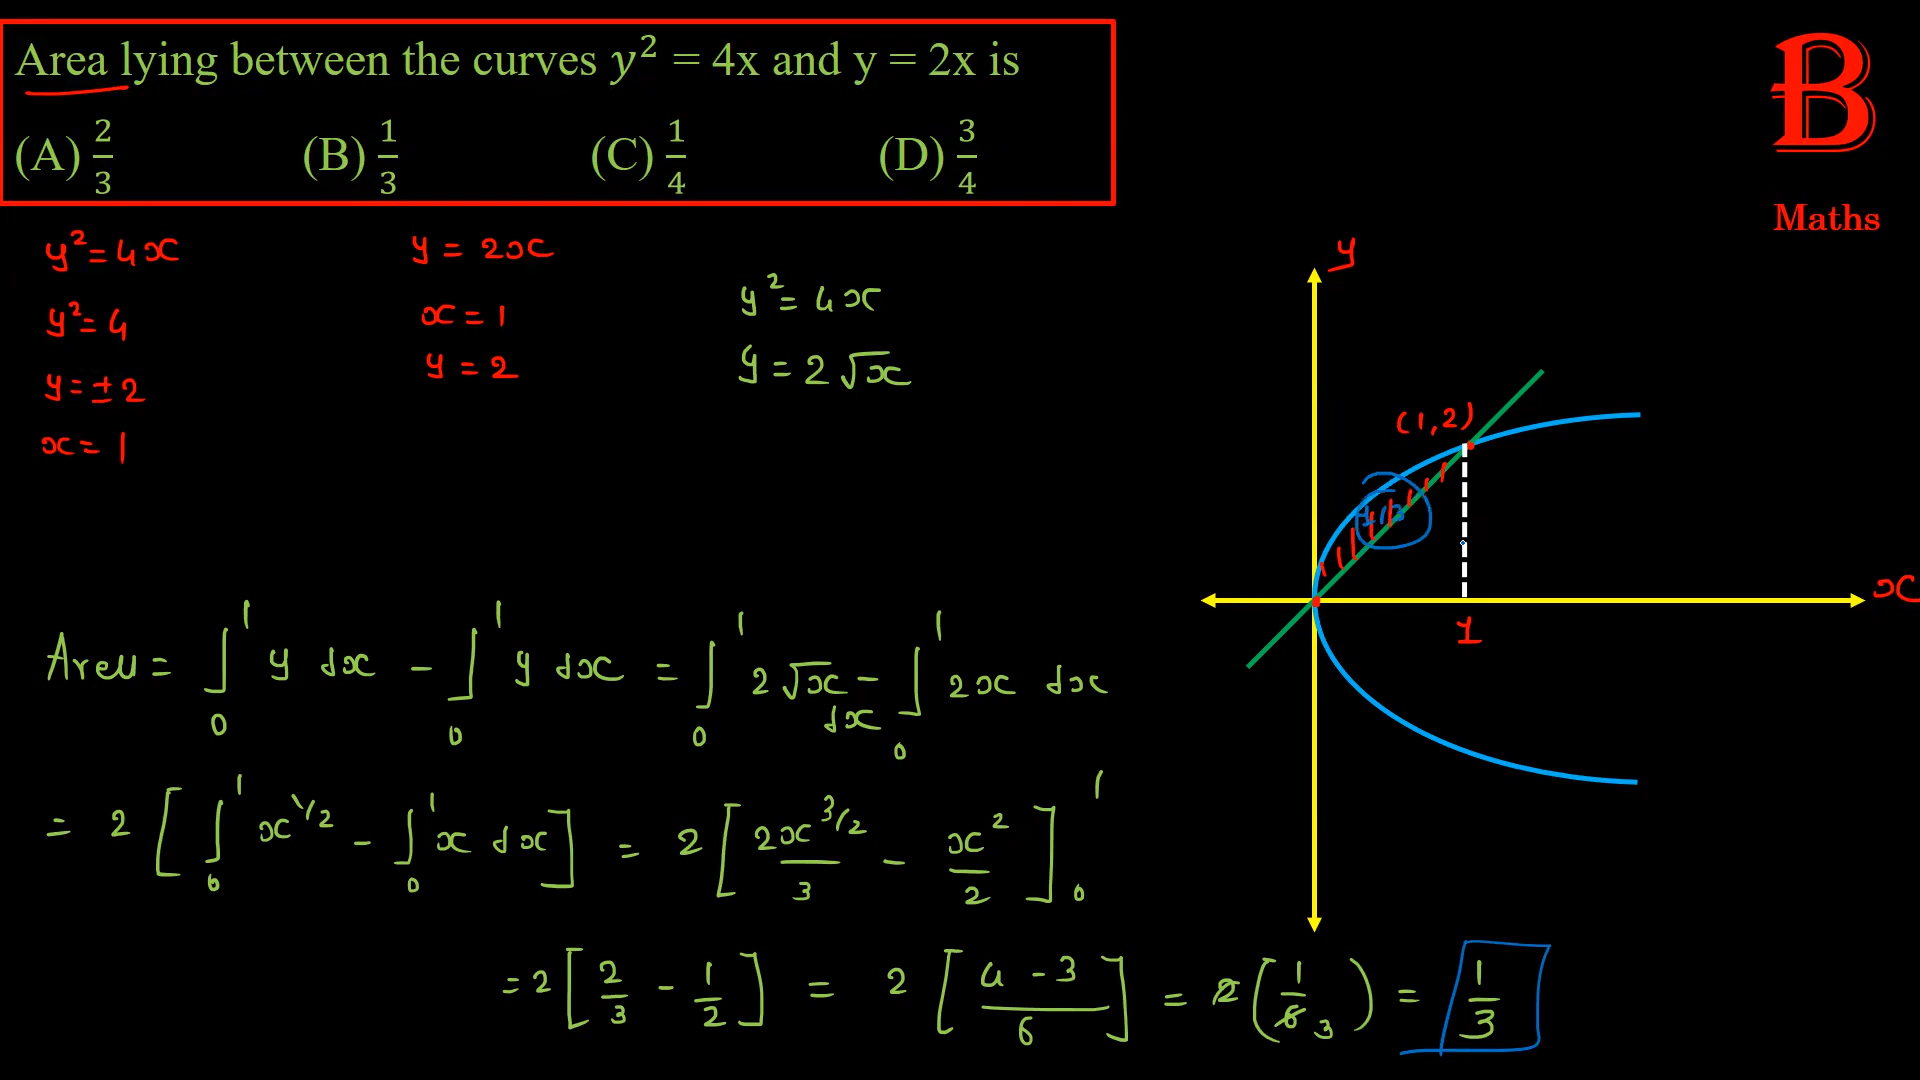 Area lying between the curves y² = 4x and y = 2x is
(A) 2/3 (B) 1/3 (C) 1/4 (D) 3/4
B
Maths
y² = 4x
y² = 4
y = ± 2
x = 1
y = 2x
x = 1
y = 2
y² = 4x
y = 2 √x
y
(1, 2)
1/3
x
1
Area = ∫₀¹ y dx - ∫₀¹ y dx = ∫₀¹ 2 √x dx - ∫₀¹ 2x dx
= 2 [ ∫₀¹ x^1/2 - ∫₀¹ x dx ] = 2 [ 2x^3/2 / 3 - x² / 2 ]₀¹
= 2 [ 2/3 - 1/2 ] = 2 [ (4 - 3) / 6 ] = 2 ( 1/6 3 ) = 1/3